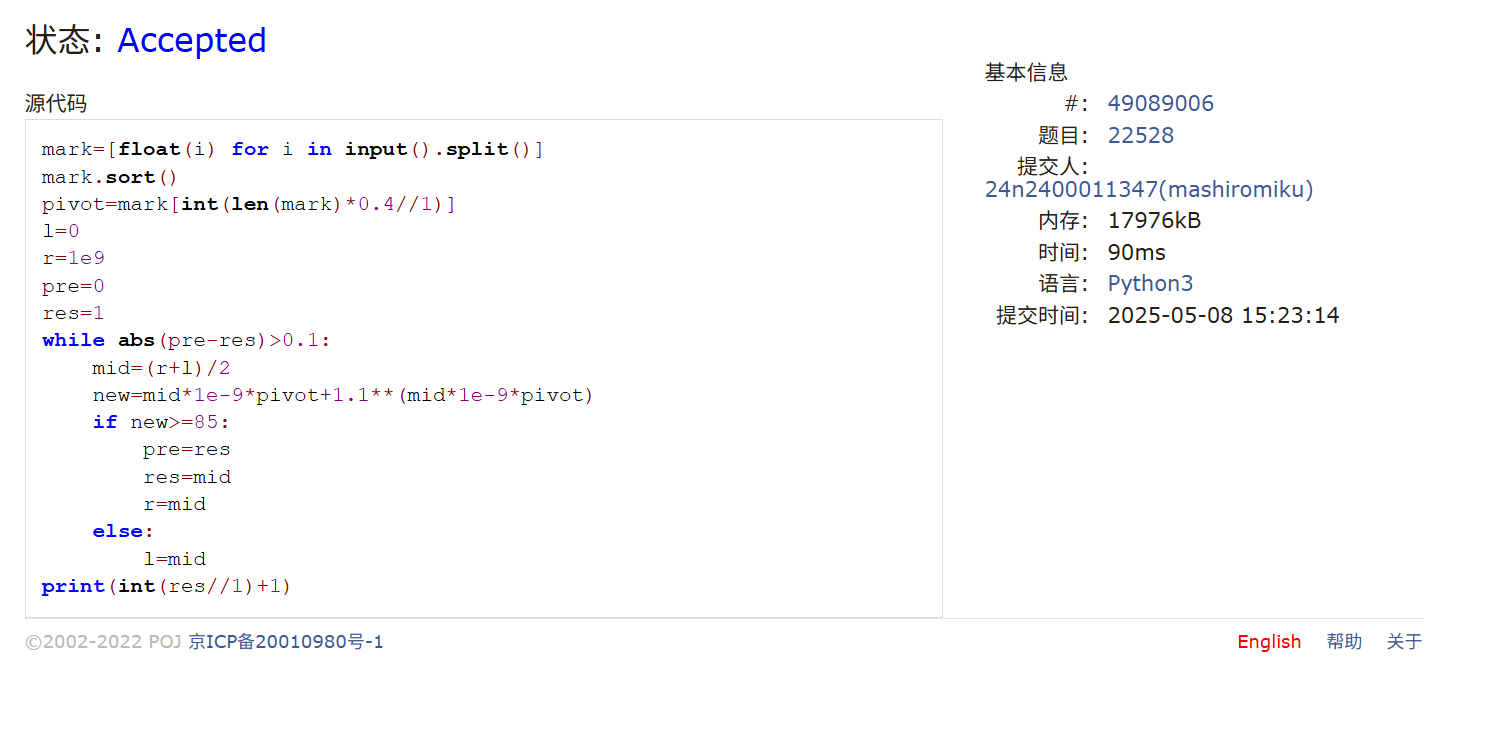 状态: Accepted
源代码
mark=[float(i) for i in input().split()]
mark.sort()
pivot=mark[int(len(mark)*0.4//1)]
l=0
r=1e9
pre=0
res=1
while abs(pre-res)>0.1:
    mid=(r+l)/2
    new=mid*1e-9*pivot+1.1**(mid*1e-9*pivot)
    if new>=85:
        pre=res
        res=mid
        r=mid
    else:
        l=mid
print(int(res//1)+1)
基本信息
#: 49089006
题目: 22528
提交人:
24n2400011347(mashiromiku)
内存: 17976kB
时间: 90ms
语言: Python3
提交时间: 2025-05-08 15:23:14
©2002-2022 POJ 京ICP备20010980号-1
English 帮助 关于